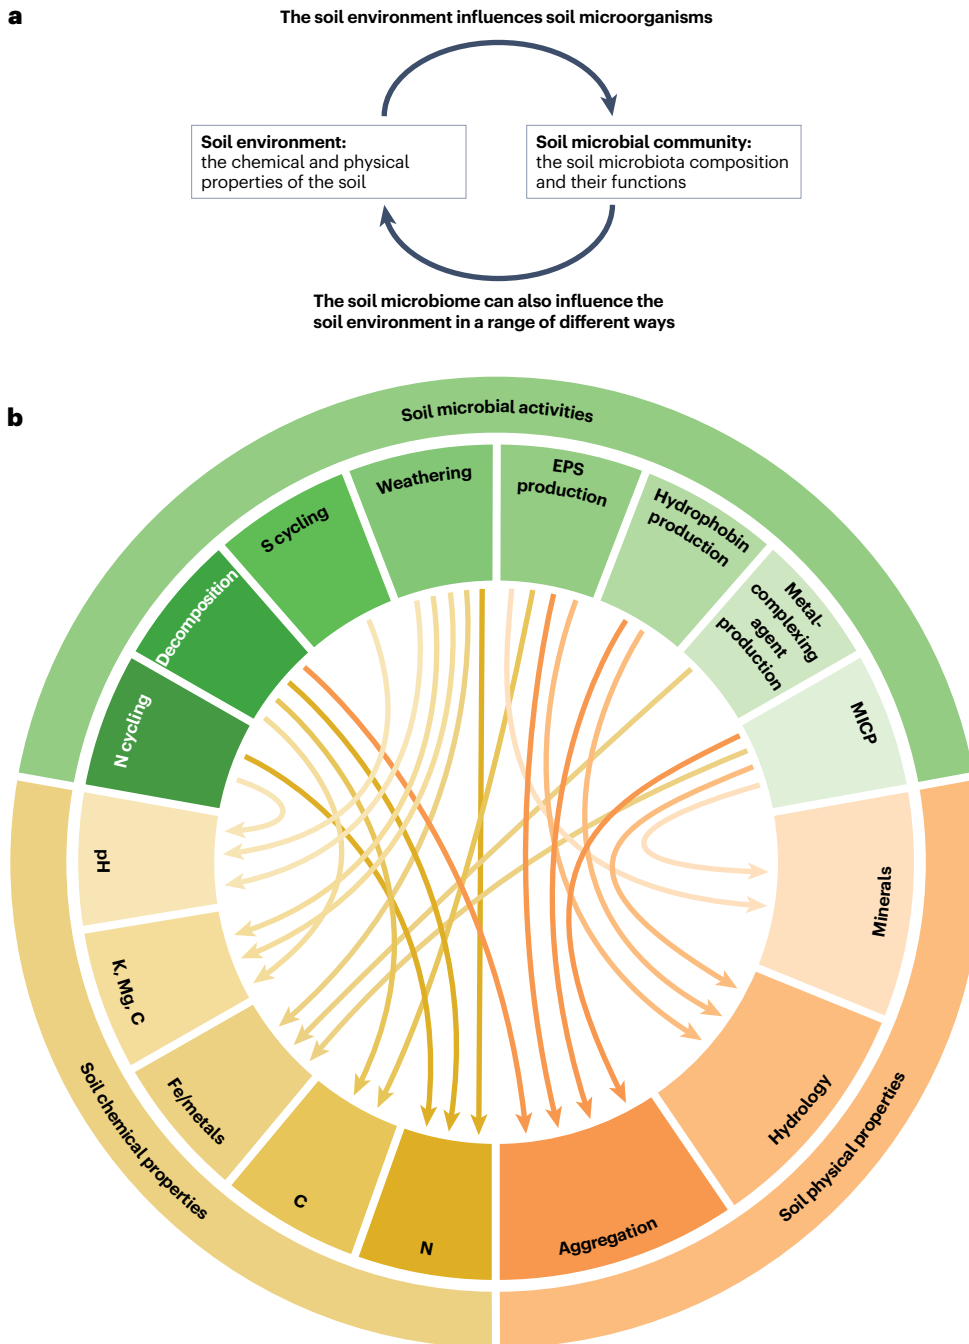 a
The soil environment influences soil microorganisms
Soil environment:
the chemical and physical
properties of the soil
Soil microbial community:
the soil microbiota composition
and their functions
The soil microbiome can also influence the
soil environment in a range of different ways
b
Soil microbial activities
N cycling
Decomposition
S cycling
Weathering
EPS
production
Hydrophobin
production
Metal-
complexing
agent
production
MICP
pH
K, Mg, C
Fe/metals
C
N
Aggregation
Hydrology
Minerals
Soil chemical properties
Soil physical properties